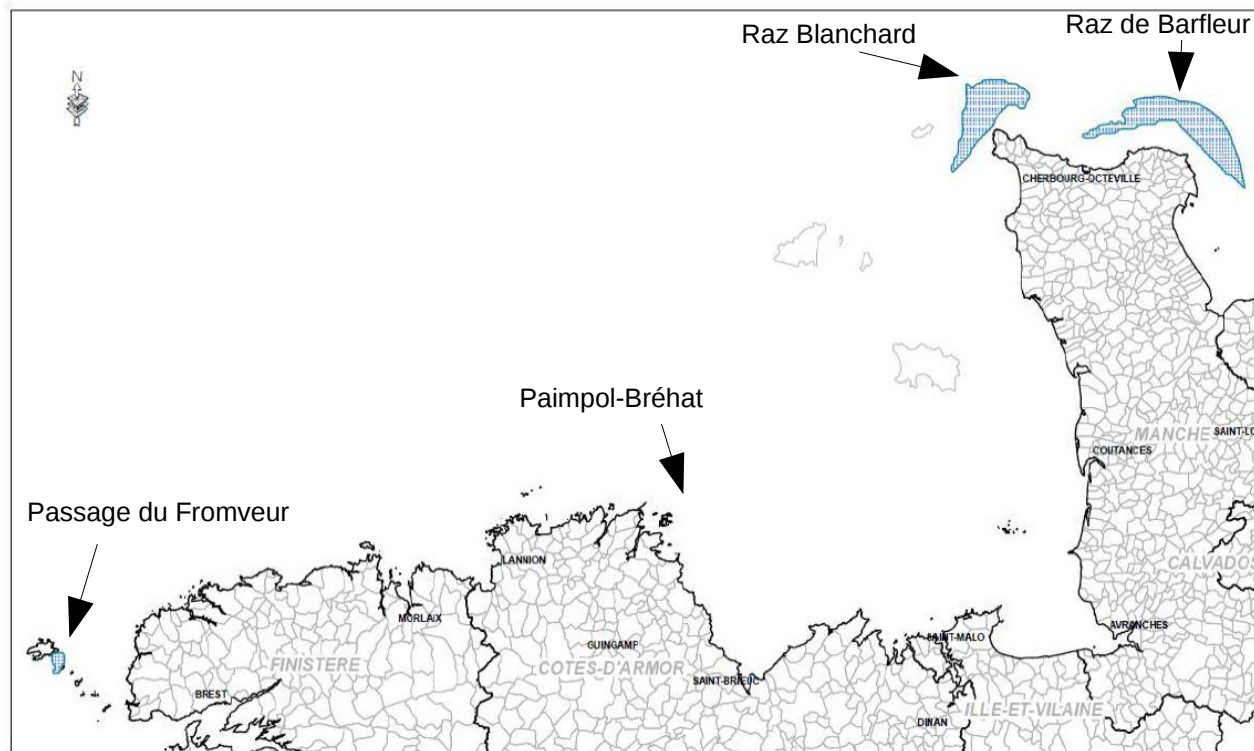 Raz de Barfleur
Raz Blanchard
N
CHERBOURG-OCTEVILLE
Paimpol-Bréhat
MANCHE
SAINT-LO
COUTANCES
Passage du Fromveur
LANNION
CALVADOS
MORLAIX
AVRANCHES
SAINT-MALO
GUINGAMP
FINISTERE
COTES-D'ARMOR
SAINT-BRIEUC
BREST
ILLE-ET-VILAINE
DINAN